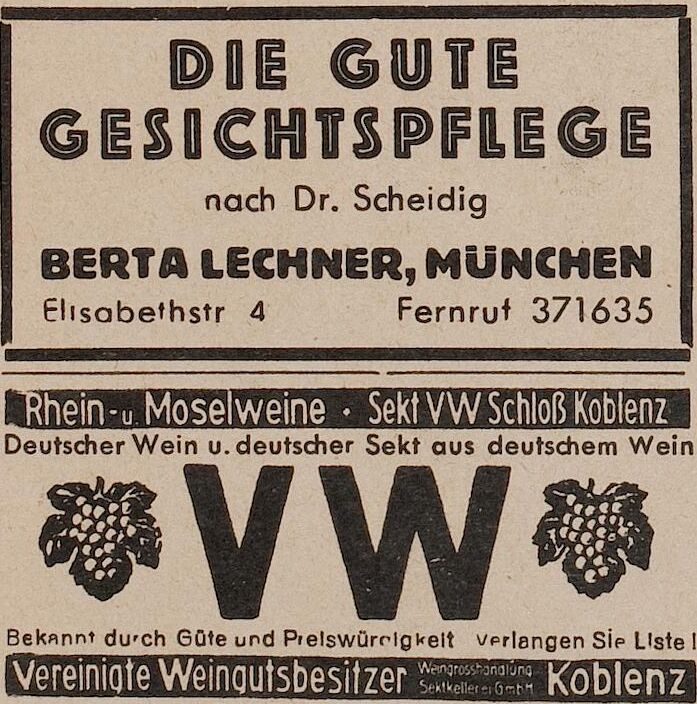 DIE GUTE
GESICHTSPFLEGE
nach Dr. Scheidig
BERTA LECHNER, MÜNCHEN
Elisabethstr 4 Fernruf 371635
Rhein- u. Moselweine · Sekt VW Schloß Koblenz
Deutscher Wein u. deutscher Sekt aus deutschem Wein
VW
Bekannt durch Güte und Preiswürdigkeit verlangen Sie Liste!
Vereinigte Weingutsbesitzer Weingrosshandlung Sektkellerei GmbH Koblenz